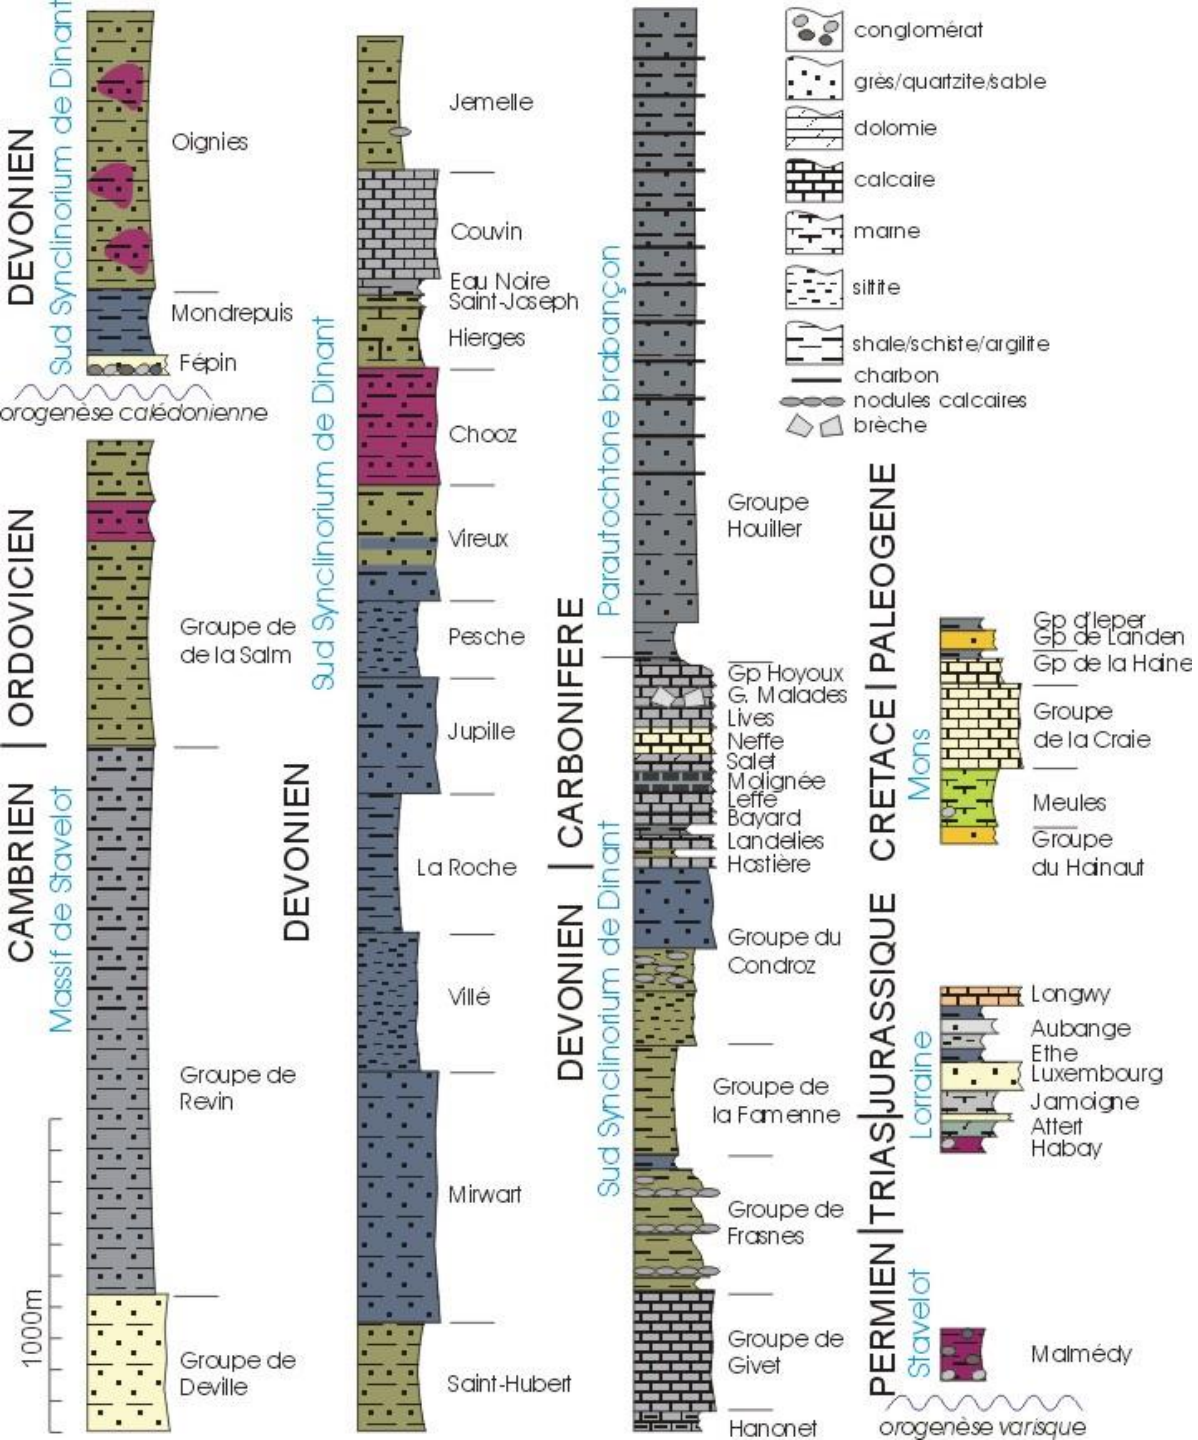 DEVONIEN
Sud Synclinorium de Dinant
Oignies
Mondrepuis
Fépin
orogenèse calédonienne
ORDOVICIEN
CAMBRIEN
Massif de Stavelot
Groupe de
de la Salm
Groupe de
Revin
Groupe de
Deville
1000m
DEVONIEN
Sud Synclinorium de Dinant
Jemelle
Couvin
Eau Noire
Saint-Joseph
Hierges
Chooz
Vireux
Pesche
Jupille
La Roche
Villé
Mirwart
Saint-Hubert
CARBONIFERE
DEVONIEN
Parautochtone brabançon
Sud Synclinorium de Dinant
Groupe
Houiller
Gp Hoyoux
G. Malades
Lives
Neffe
Salet
Molignée
Leffe
Bayard
Landelies
Hastière
Groupe du
Condroz
Groupe de
la Famenne
Groupe de
Frasnes
Groupe de
Givet
Hanonet
conglomérat
grès/quartzite/sable
dolomie
calcaire
marne
siltite
shale/schiste/argilite
charbon
nodules calcaires
brèche
PALEOGENE
CRETACE
JURASSIQUE
TRIAS
PERMIEN
Mons
Lorraine
Stavelot
Gp d'Ieper
Gp de Landen
Gp de la Haine
Groupe
de la Craie
Meules
Groupe
du Hainaut
Longwy
Aubange
Ethe
Luxembourg
Jamoigne
Attert
Habay
Malmédy
orogenèse varisque